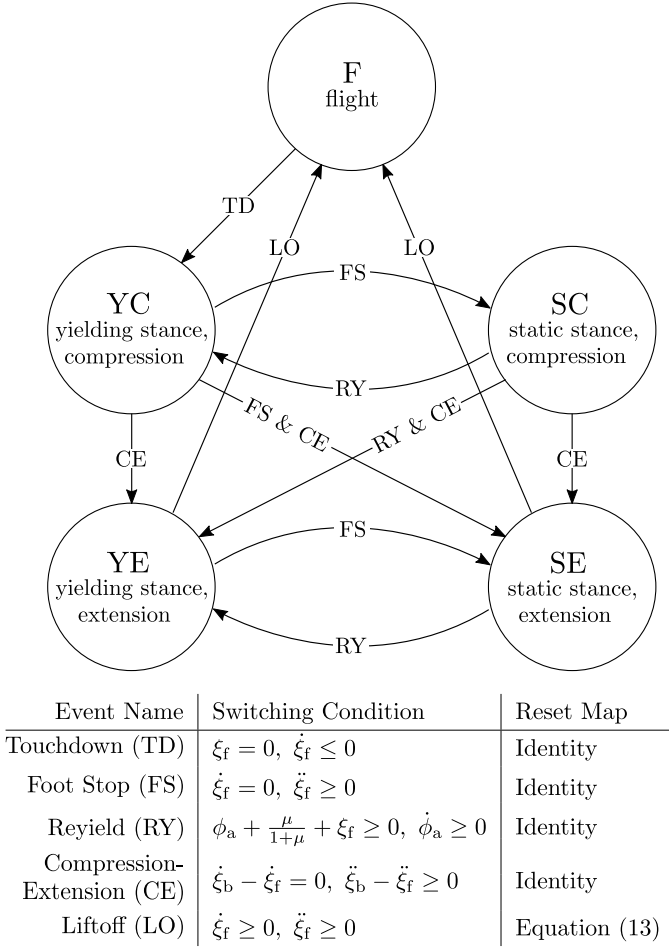 F
flight
TD
LO
LO
YC
yielding stance,
compression
FS
SC
static stance,
compression
RY
FS & CE
RY & CE
CE
CE
YE
yielding stance,
extension
FS
SE
static stance,
extension
RY
Event Name Switching Condition Reset Map
Touchdown (TD) ξ_f = 0, ξ̇_f ≤ 0 Identity
Foot Stop (FS) ξ̇_f = 0, ξ̈_f ≥ 0 Identity
Reyield (RY) ϕ_a + μ/(1+μ) + ξ_f ≥ 0, ϕ̇_a ≥ 0 Identity
Compression-
Extension (CE) ξ̇_b − ξ̇_f = 0, ξ̈_b − ξ̈_f ≥ 0 Identity
Liftoff (LO) ξ̇_f ≥ 0, ξ̈_f ≥ 0 Equation (13)